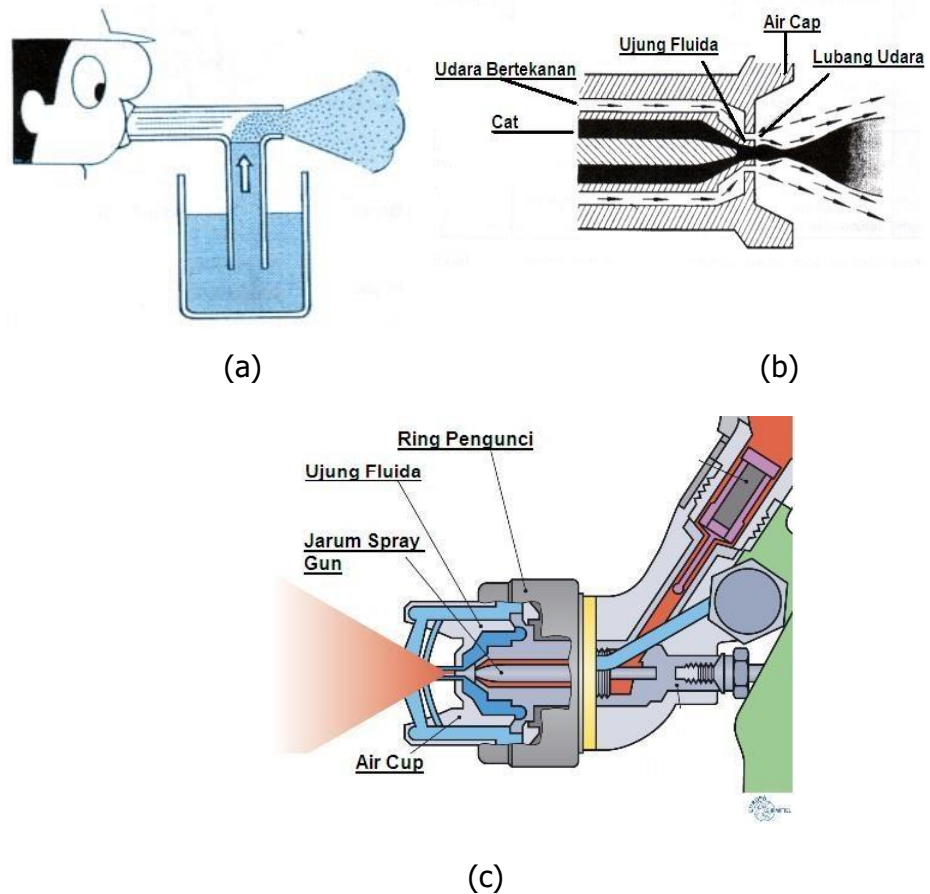 Air Cap
Ujung Fluida
Lubang Udara
Udara Bertekanan
Cat
(a)
(b)
Ring Pengunci
Ujung Fluida
Jarum Spray
Gun
Air Cup
(c)